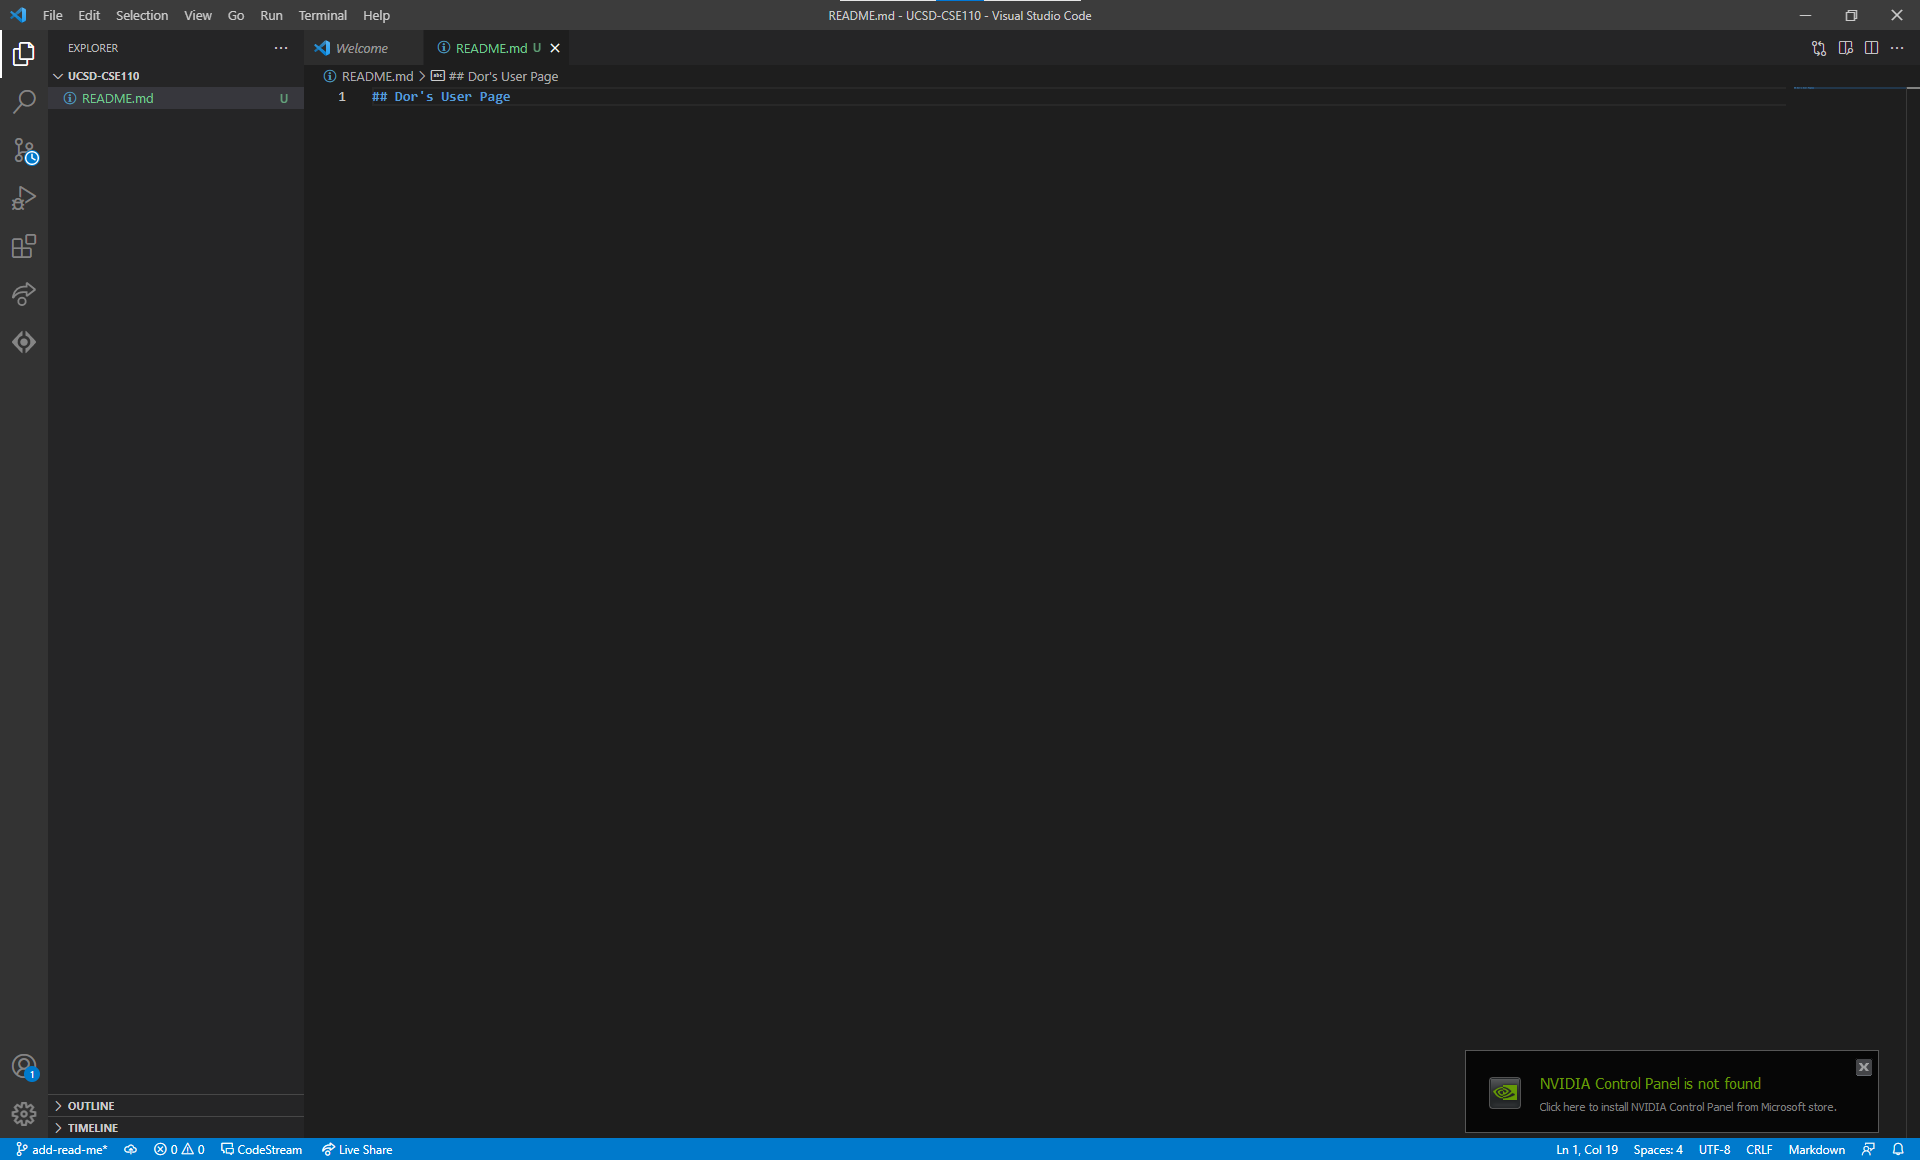 File Edit Selection View Go Run Terminal Help
README.md - UCSD-CSE110 - Visual Studio Code
EXPLORER
UCSD-CSE110
README.md U
Welcome
README.md U
README.md > ## Dor's User Page
1 ## Dor's User Page
1
OUTLINE
TIMELINE
NVIDIA Control Panel is not found
Click here to install NVIDIA Control Panel from Microsoft store.
add-read-me* 0 0 CodeStream Live Share
Ln 1, Col 19 Spaces: 4 UTF-8 CRLF Markdown